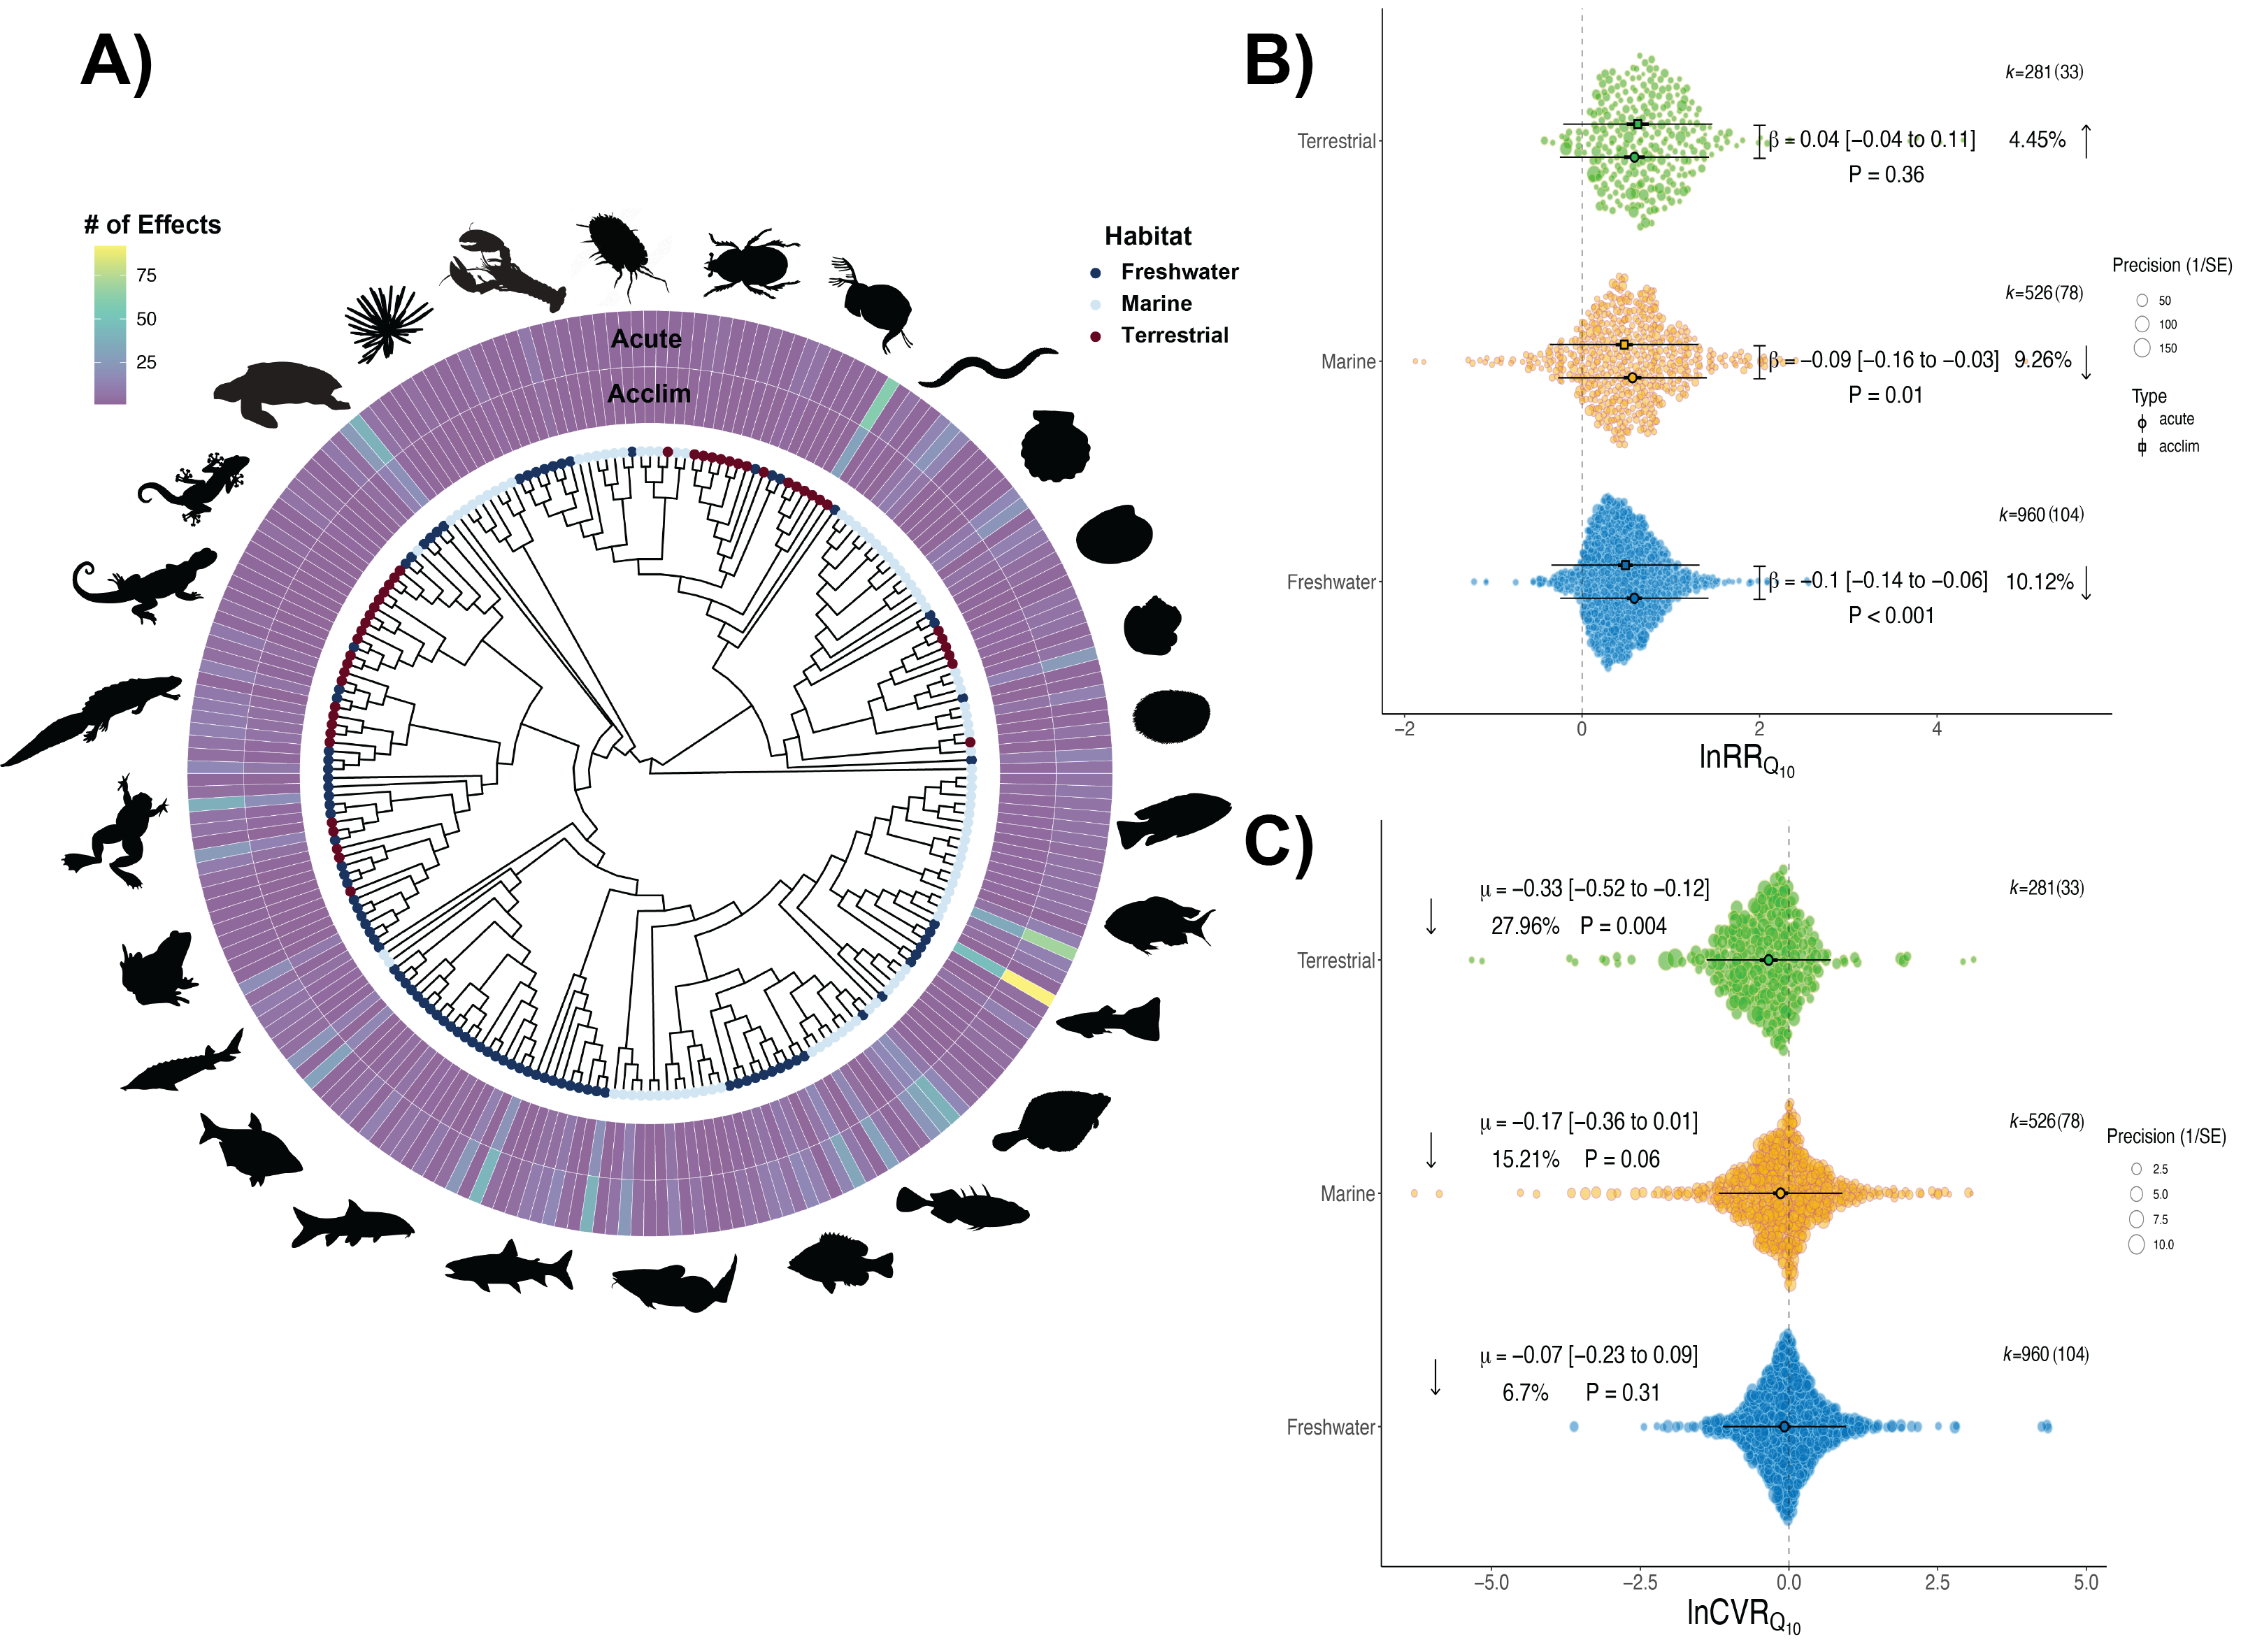 A)
# of Effects
75
50
25
Acute
Acclim
Habitat
Freshwater
Marine
Terrestrial
B)
k=281(33)
Terrestrial
β = 0.04 [−0.04 to 0.11] 4.45%
P = 0.36
k=526(78)
Marine
β = −0.09 [−0.16 to −0.03] 9.26%
P = 0.01
k=960(104)
Freshwater
β = −0.1 [−0.14 to −0.06] 10.12%
P < 0.001
−2 0 2 4
lnRR Q10
Precision (1/SE)
50
100
150
Type
acute
acclim
C)
μ = −0.33 [−0.52 to −0.12]
27.96% P = 0.004
k=281(33)
Terrestrial
μ = −0.17 [−0.36 to 0.01]
15.21% P = 0.06
k=526(78)
Marine
μ = −0.07 [−0.23 to 0.09]
6.7% P = 0.31
k=960(104)
Freshwater
−5.0 −2.5 0.0 2.5 5.0
lnCVR Q10
Precision (1/SE)
2.5
5.0
7.5
10.0